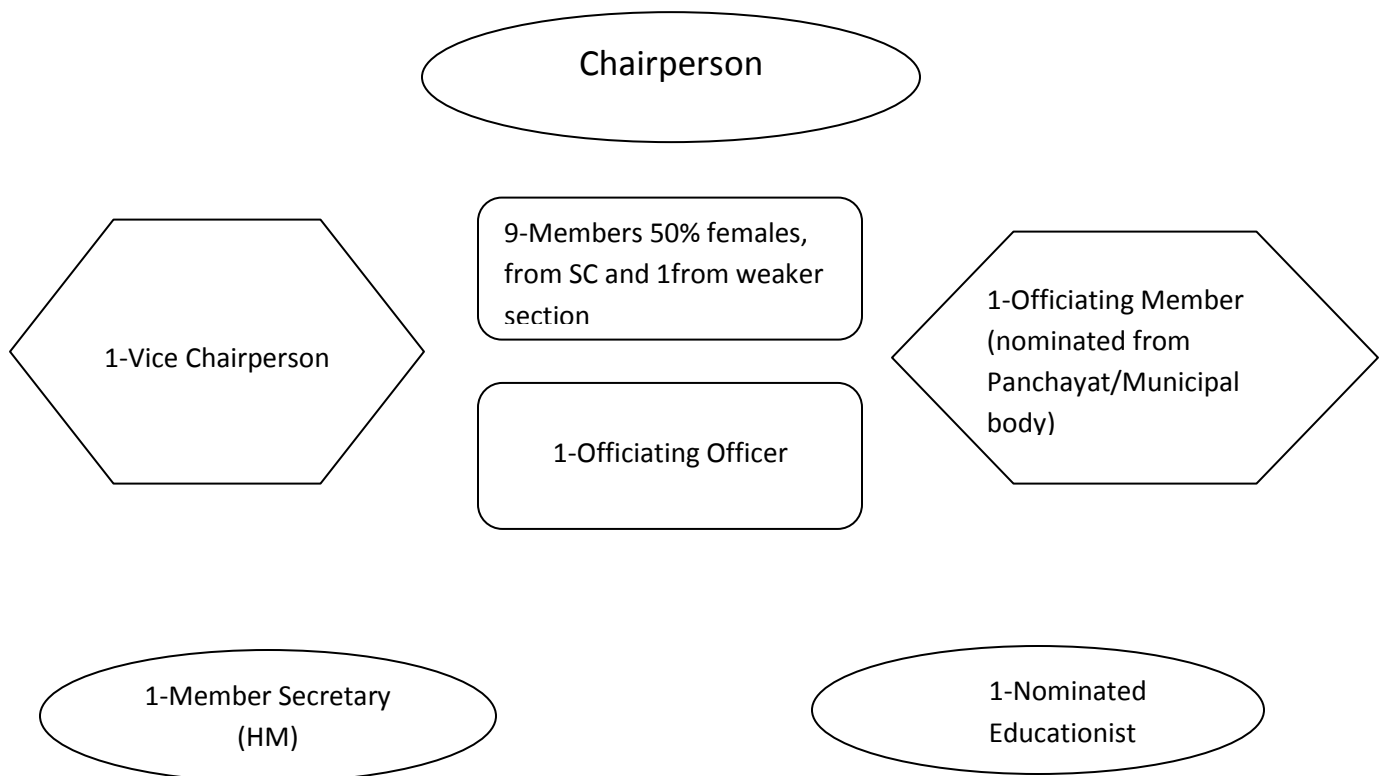 Chairperson
9-Members 50% females,
from SC and 1from weaker
section
1-Vice Chairperson
1-Officiating Member
(nominated from
Panchayat/Municipal
body)
1-Officiating Officer
1-Member Secretary
(HM)
1-Nominated
Educationist